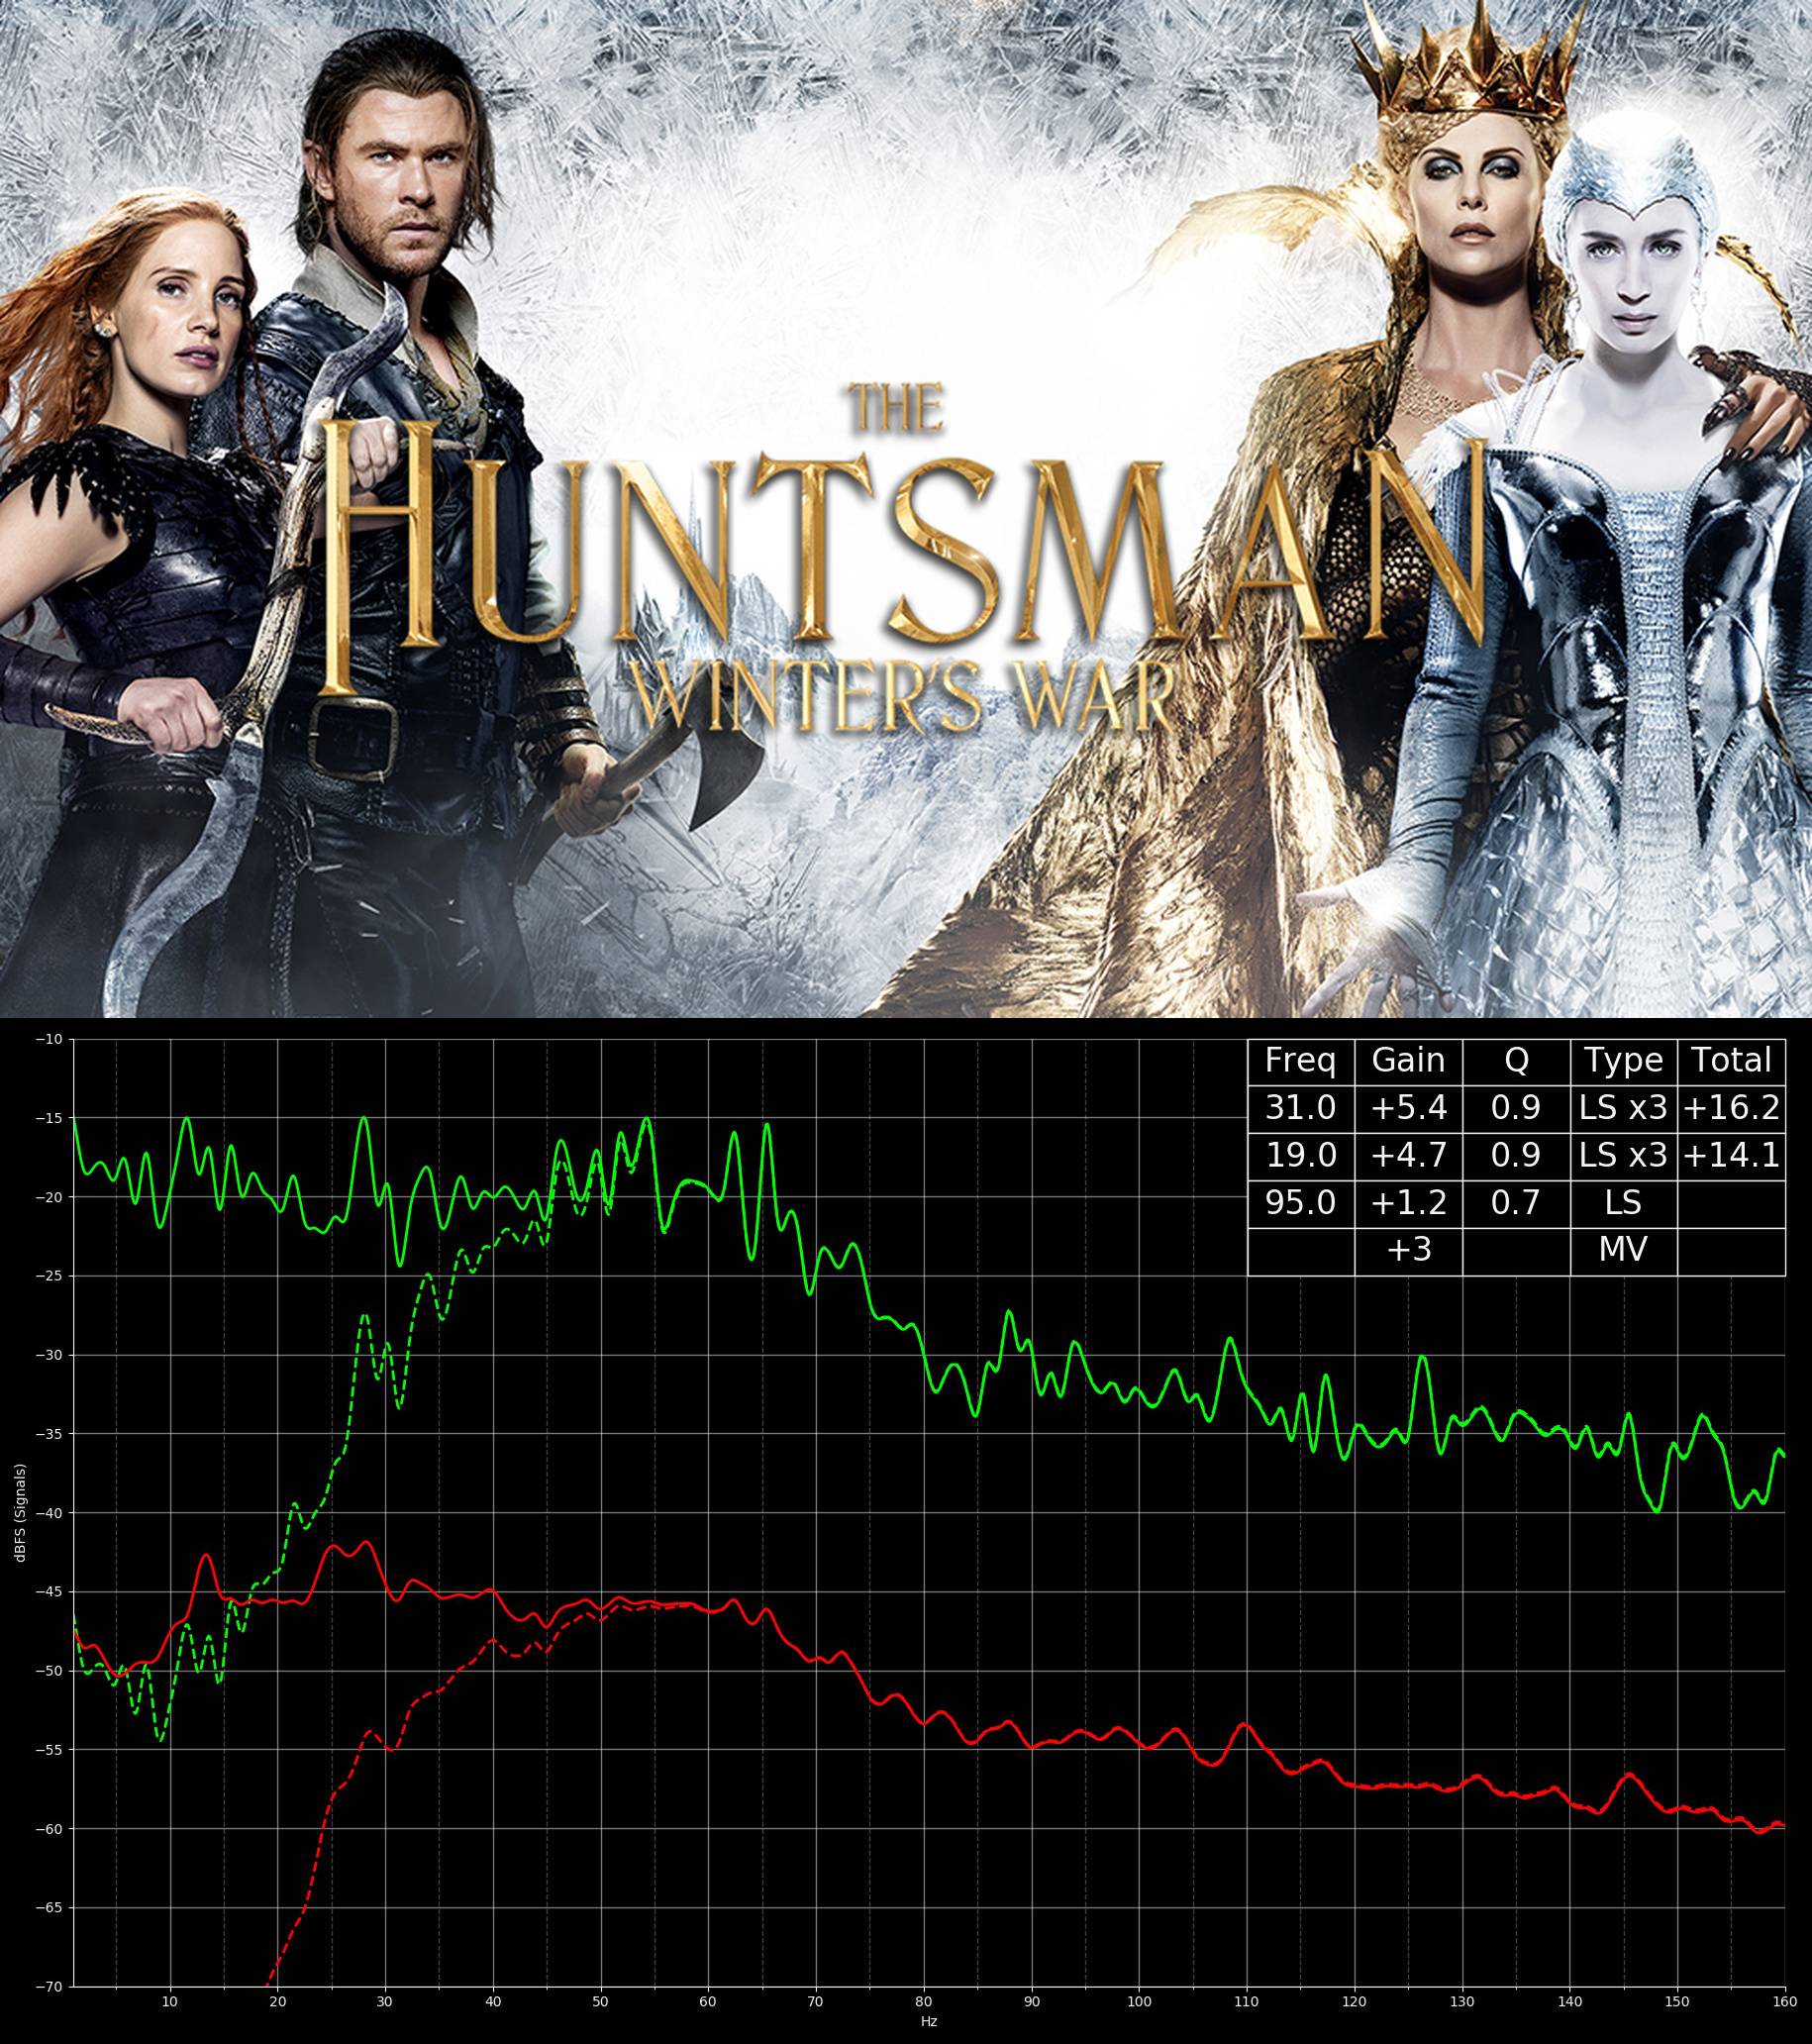 THE
HUNTSMAN
WINTER'S WAR
Freq Gain Q Type Total
31.0 +5.4 0.9 LS x3 +16.2
19.0 +4.7 0.9 LS x3 +14.1
95.0 +1.2 0.7 LS
+3 MV
−10
−15
−20
−25
−30
−35
−40
−45
−50
−55
−60
−65
−70
dBFS (Signals)
10 20 30 40 50 60 70 80 90 100 110 120 130 140 150 160
Hz